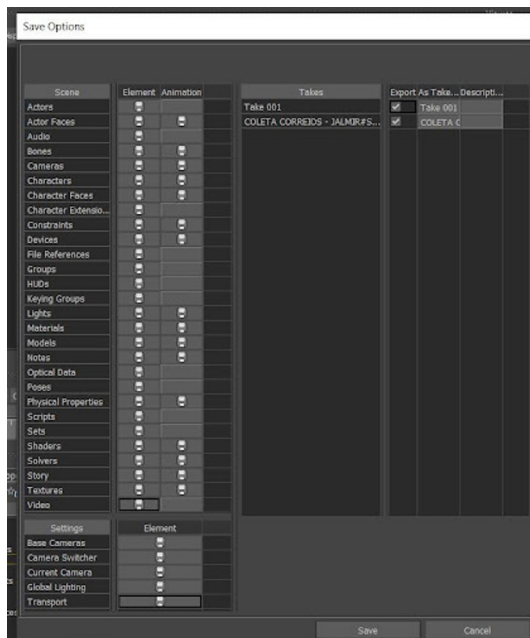 Save Options
Scene Element Animation Takes Export As Take... Descripti...
Actors Take 001 Take 001
Actor Faces COLETA CORREIDS - JALMIR#S... COLETA C
Audio
Bones
Cameras
Characters
Character Faces
Character Extensio...
Constraints
Devices
File References
Groups
HUDs
Keying Groups
Lights
Materials
Models
Notes
Optical Data
Poses
Physical Properties
Scripts
Sets
Shaders
Solvers
Story
Textures
Video
Settings Element
Base Cameras
Camera Switcher
Current Camera
Global Lighting
Transport
Save Cancel